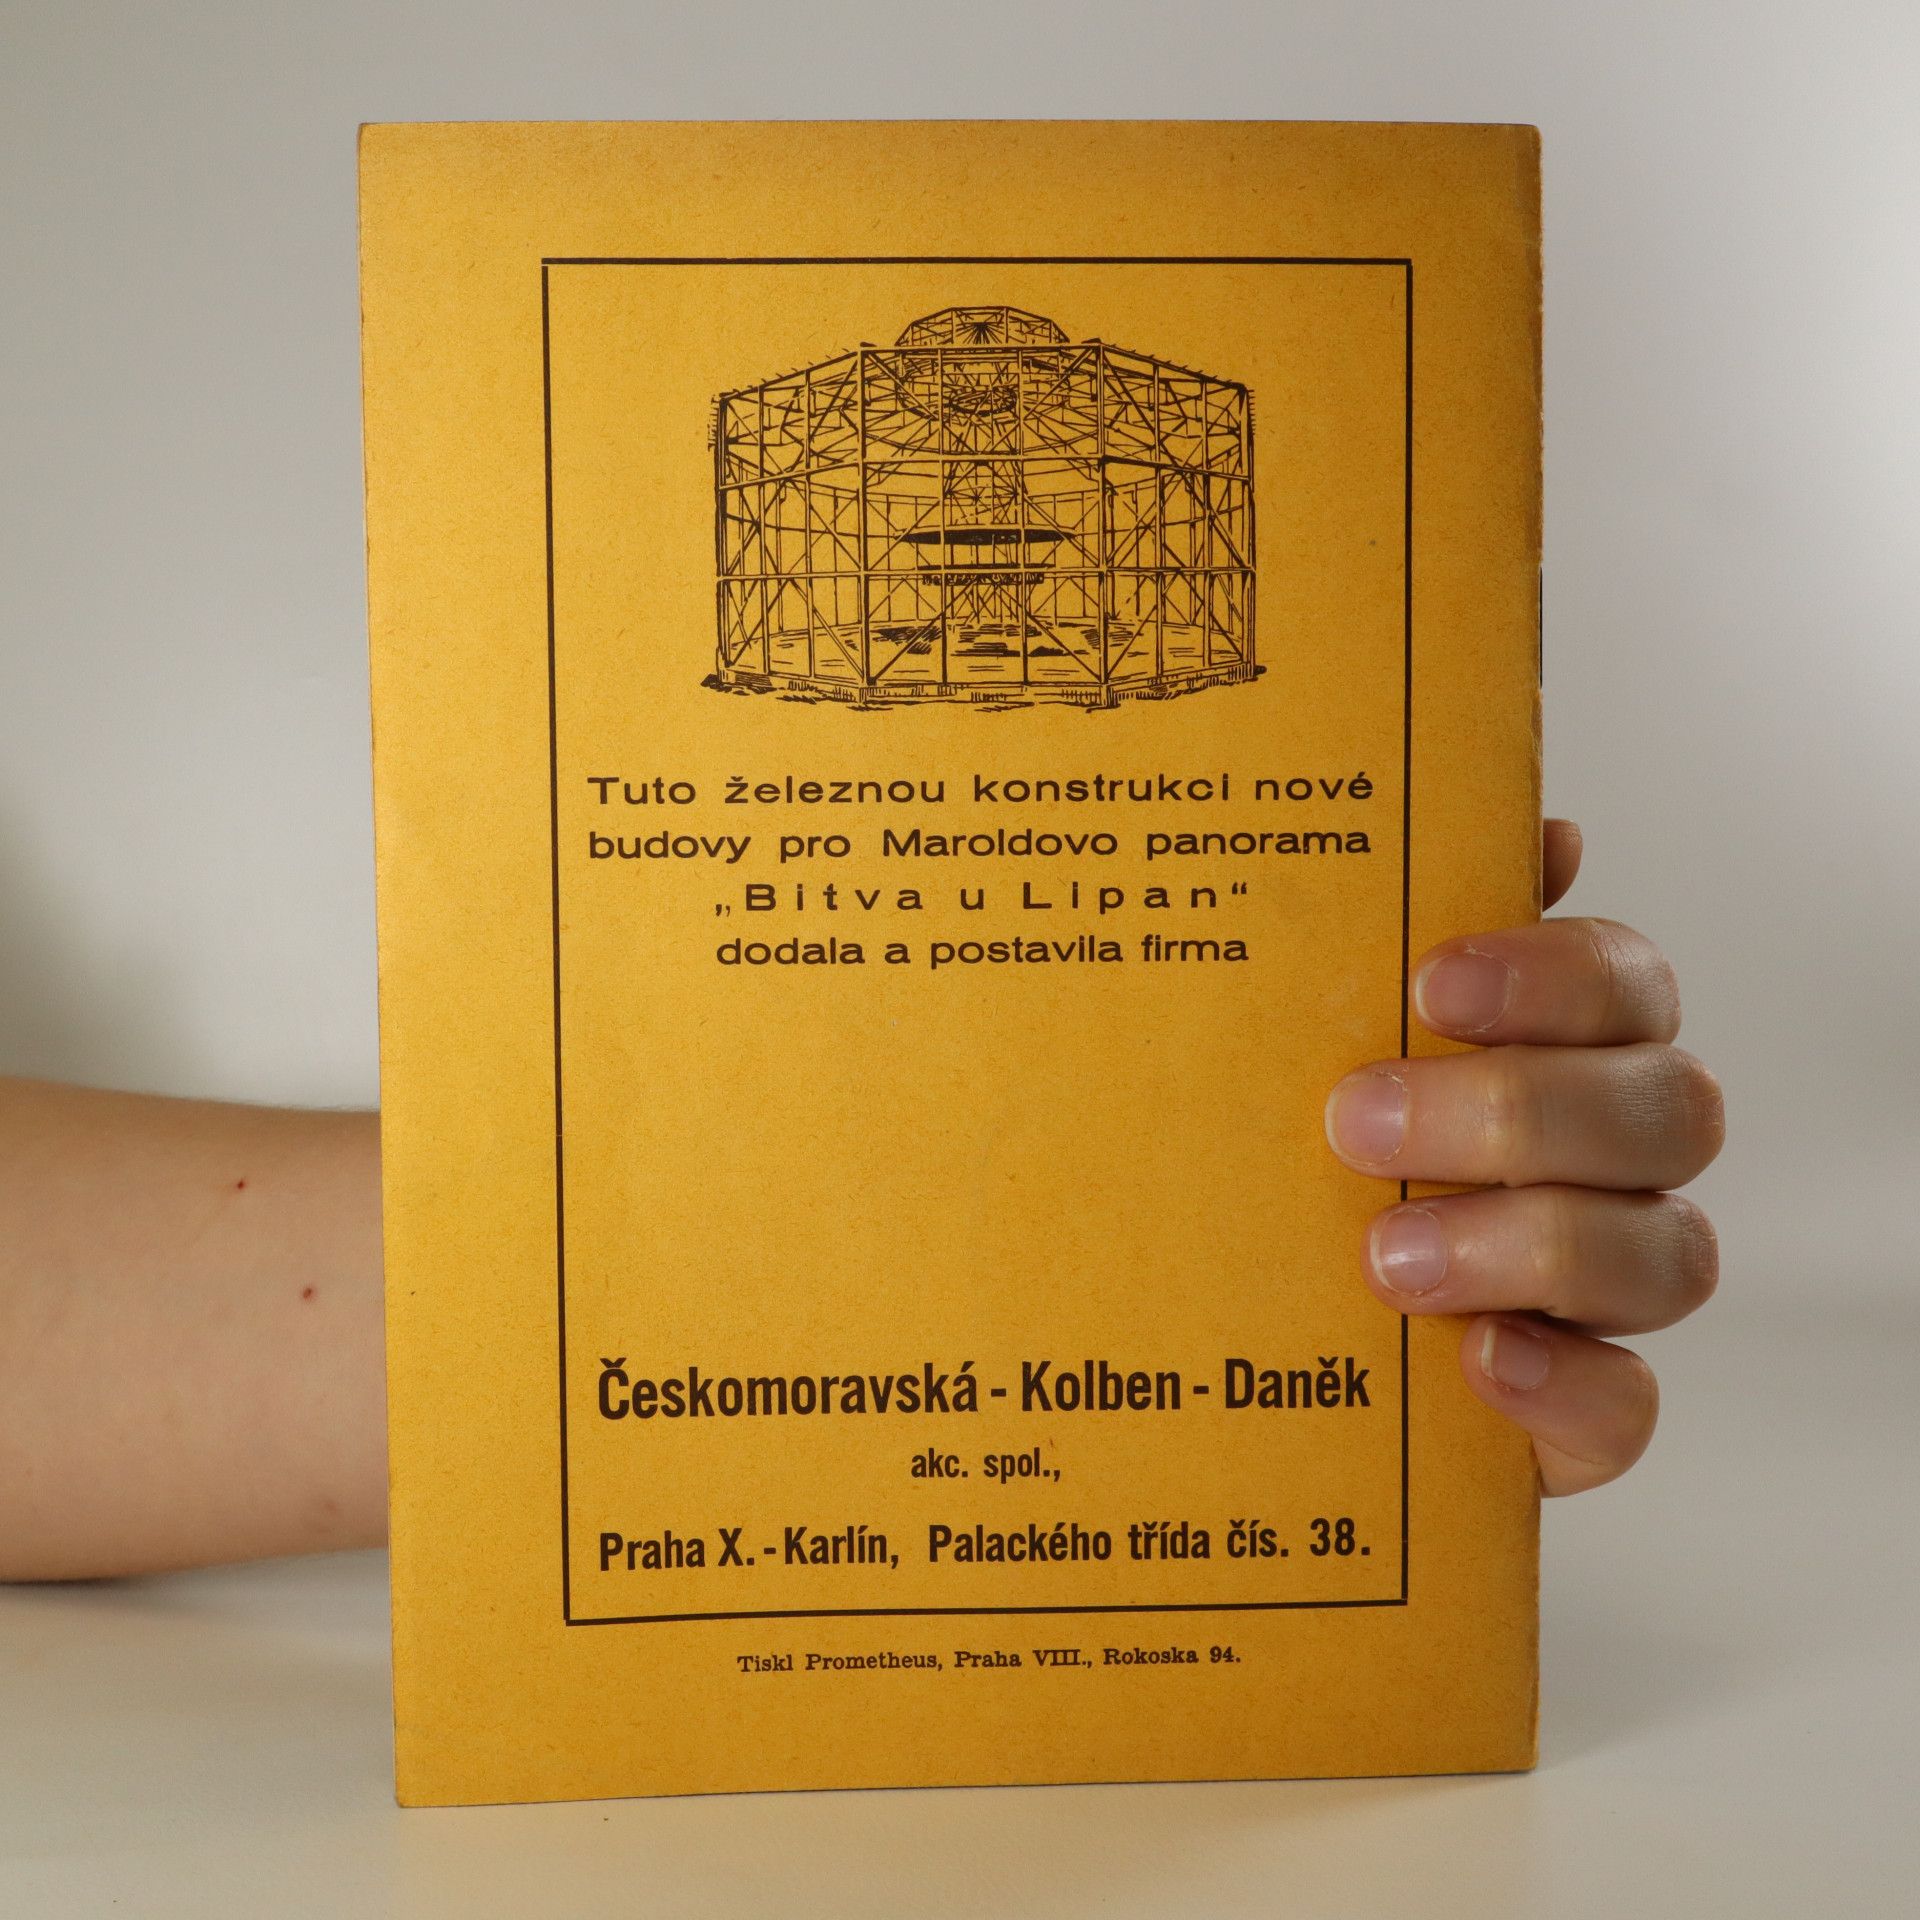 Tuto železnou konstrukci nové
budovy pro Maroldovo panorama
„Bitva u Lipan“
dodala a postavila firma
Českomoravská - Kolben - Daněk
akc. spol.,
Praha X. - Karlín, Palackého třída čís. 38.
Tiskl Prometheus, Praha VIII., Rokoska 94.